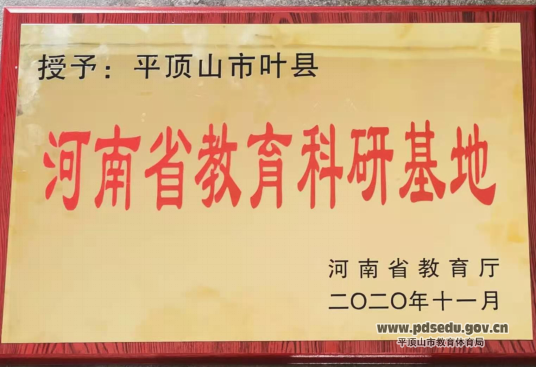 授予：平顶山市叶县
河南省教育科研基地
河南省教育厅
二〇二〇年十一月
www.pdsedu.gov.cn
平顶山市教育体育局